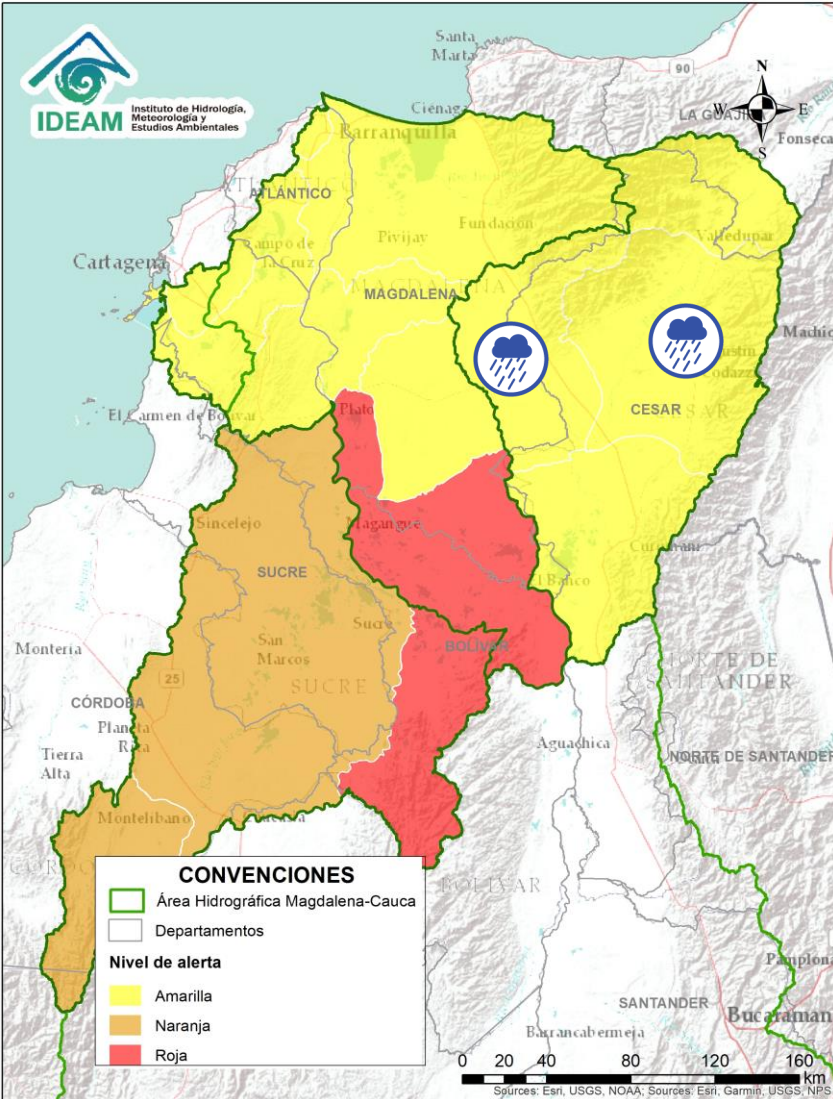 Santa
Marta
90
N
W
E
S
IDEAM
Instituto de Hidrología,
Meteorología y
Estudios Ambientales
Ciénaga
LA GUAJIRA
Barranquilla
Fonseca
ATLÁNTICO
Pivijay
Fundación
Valledupar
Campo de
la Cruz
Cartagena
MAGDALENA
MAGDALENA
CESAR
CESAR
El Carmen de Bolívar
Plato
Sincelejo
Magangué
Curumaní
El Banco
SUCRE
Sucre
BOLÍVAR
San
Marcos
SUCRE
Montería
25
CÓRDOBA
Planeta
Rica
Tierra
Alta
NORTE DE
SANTANDER
Aguachica
NORTE DE SANTANDER
Montelíbano
BOLÍVAR
CONVENCIONES
Área Hidrográfica Magdalena-Cauca
Departamentos
Nivel de alerta
Amarilla
Naranja
Roja
Pamplona
SANTANDER
Bucaraman
Barrancabermeja
0 20 40 80 120 160
km
Sources: Esri, USGS, NOAA; Sources: Esri, Garmin, USGS, NPS